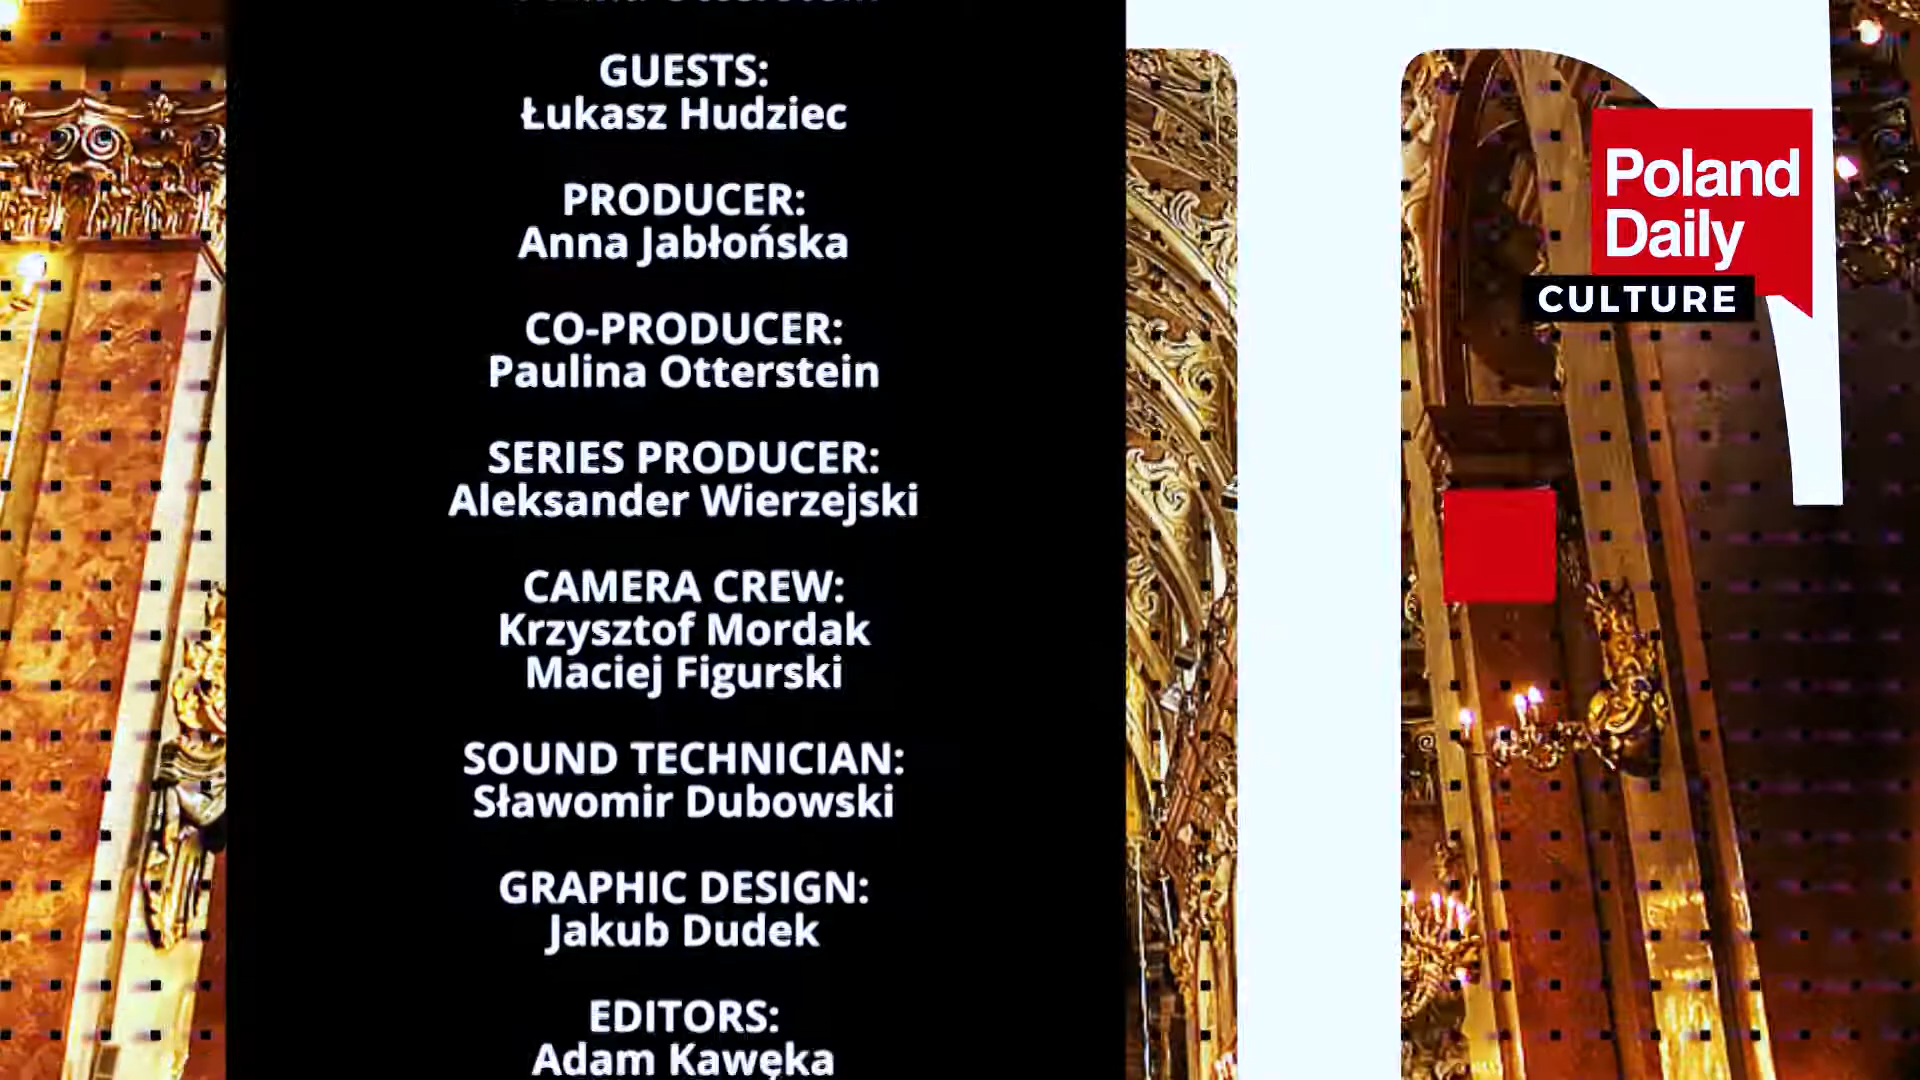 GUESTS:
Łukasz Hudziec
PRODUCER:
Anna Jabłońska
CO-PRODUCER:
Paulina Otterstein
SERIES PRODUCER:
Aleksander Wierzejski
CAMERA CREW:
Krzysztof Mordak
Maciej Figurski
SOUND TECHNICIAN:
Sławomir Dubowski
GRAPHIC DESIGN:
Jakub Dudek
EDITORS:
Adam Kawęka
Poland
Daily
CULTURE